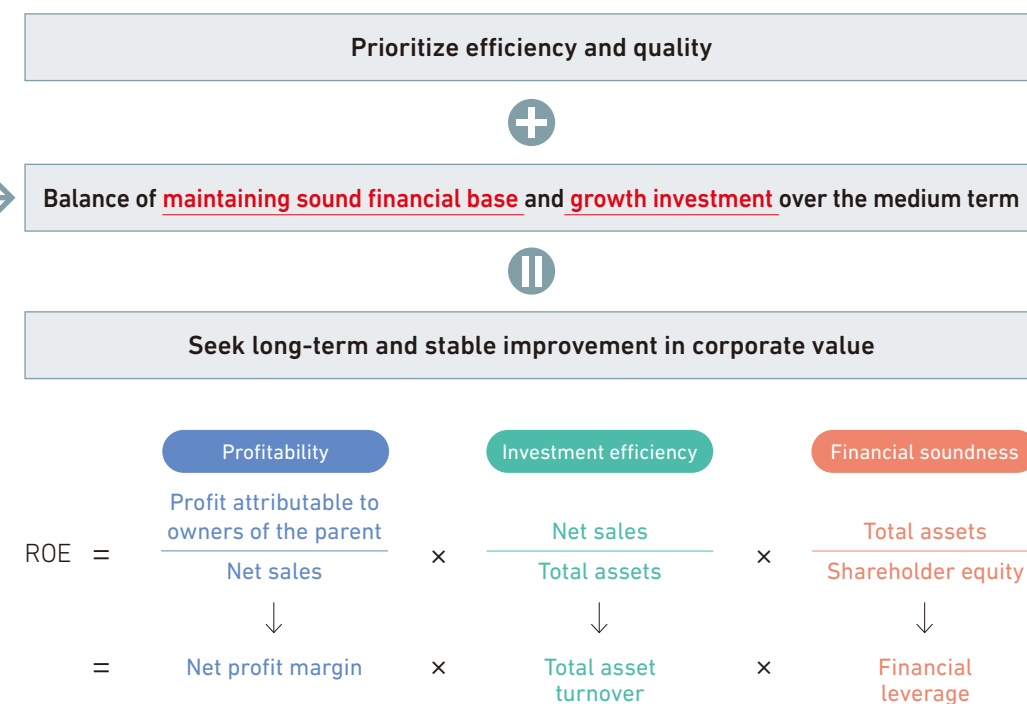 Prioritize efficiency and quality
Balance of maintaining sound financial base and growth investment over the medium term
Seek long-term and stable improvement in corporate value
Profitability
Investment efficiency
Financial soundness
ROE
=
Profit attributable to
owners of the parent
Net sales
×
Net sales
Total assets
×
Total assets
Shareholder equity
=
Net profit margin
×
Total asset
turnover
×
Financial
leverage